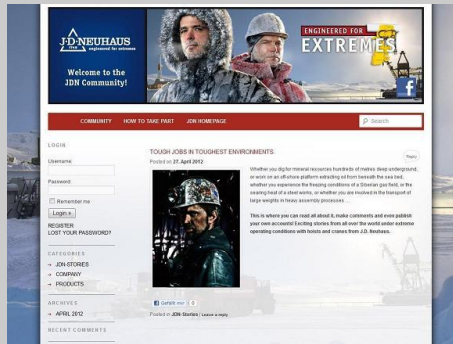 J·D·NEUHAUS
engineered for extremes
Welcome to the
JDN Community!
ENGINEERED FOR
EXTREMES
f
COMMUNITY HOW TO TAKE PART JDN HOMEPAGE
Search
LOGIN
Username:
Password:
Remember me
Login »
REGISTER
LOST YOUR PASSWORD?
CATEGORIES
JDN-STORIES
COMPANY
PRODUCTS
ARCHIVES
APRIL 2012
RECENT COMMENTS
TOUGH JOBS IN TOUGHEST ENVIRONMENTS
Posted on 27. April 2012
Reply
Whether you dig for mineral resources hundreds of metres deep underground,
or work on an off-shore platform extracting oil from beneath the sea bed,
whether you experience the freezing conditions of a Siberian gas field, or the
searing heat of a steel works, or whether you are involved in the transport of
large weights in heavy assembly processes ...
This is where you can read all about it, make comments and even publish
your own accounts! Exciting stories from all over the world under extreme
operating conditions with hoists and cranes from J.D. Neuhaus.
Gefällt mir 0
Posted in JDN-Stories | Leave a reply